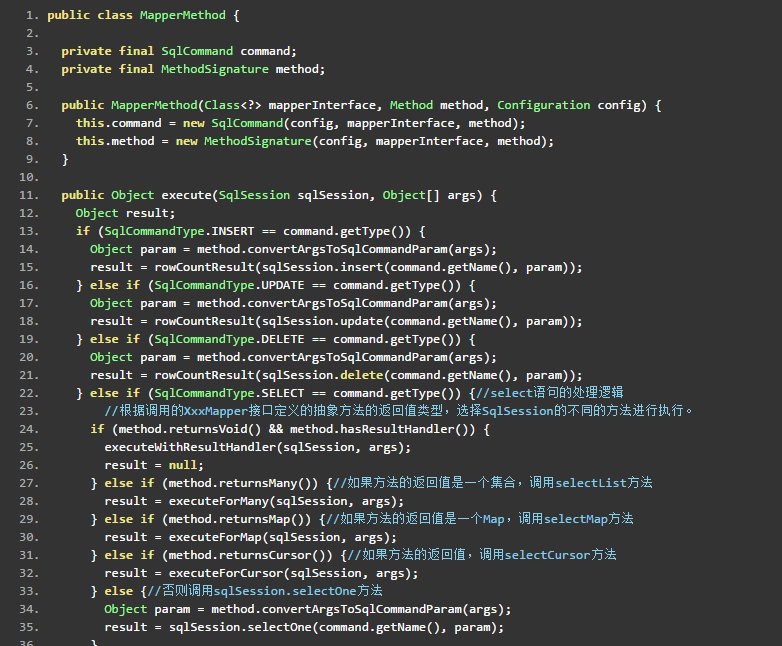 1. public class MapperMethod {
2.
3. private final SqlCommand command;
4. private final MethodSignature method;
5.
6. public MapperMethod(Class<?> mapperInterface, Method method, Configuration config) {
7. this.command = new SqlCommand(config, mapperInterface, method);
8. this.method = new MethodSignature(config, mapperInterface, method);
9. }
10.
11. public Object execute(SqlSession sqlSession, Object[] args) {
12. Object result;
13. if (SqlCommandType.INSERT == command.getType()) {
14. Object param = method.convertArgsToSqlCommandParam(args);
15. result = rowCountResult(sqlSession.insert(command.getName(), param));
16. } else if (SqlCommandType.UPDATE == command.getType()) {
17. Object param = method.convertArgsToSqlCommandParam(args);
18. result = rowCountResult(sqlSession.update(command.getName(), param));
19. } else if (SqlCommandType.DELETE == command.getType()) {
20. Object param = method.convertArgsToSqlCommandParam(args);
21. result = rowCountResult(sqlSession.delete(command.getName(), param));
22. } else if (SqlCommandType.SELECT == command.getType()) {//select语句的处理逻辑
23. //根据调用的XxxMapper接口定义的抽象方法的返回值类型，选择SqlSession的不同的方法进行执行。
24. if (method.returnsVoid() && method.hasResultHandler()) {
25. executeWithResultHandler(sqlSession, args);
26. result = null;
27. } else if (method.returnsMany()) {//如果方法的返回值是一个集合，调用selectList方法
28. result = executeForMany(sqlSession, args);
29. } else if (method.returnsMap()) {//如果方法的返回值是一个Map，调用selectMap方法
30. result = executeForMap(sqlSession, args);
31. } else if (method.returnsCursor()) {//如果方法的返回值，调用selectCursor方法
32. result = executeForCursor(sqlSession, args);
33. } else {//否则调用sqlSession.selectOne方法
34. Object param = method.convertArgsToSqlCommandParam(args);
35. result = sqlSession.selectOne(command.getName(), param);
36. }